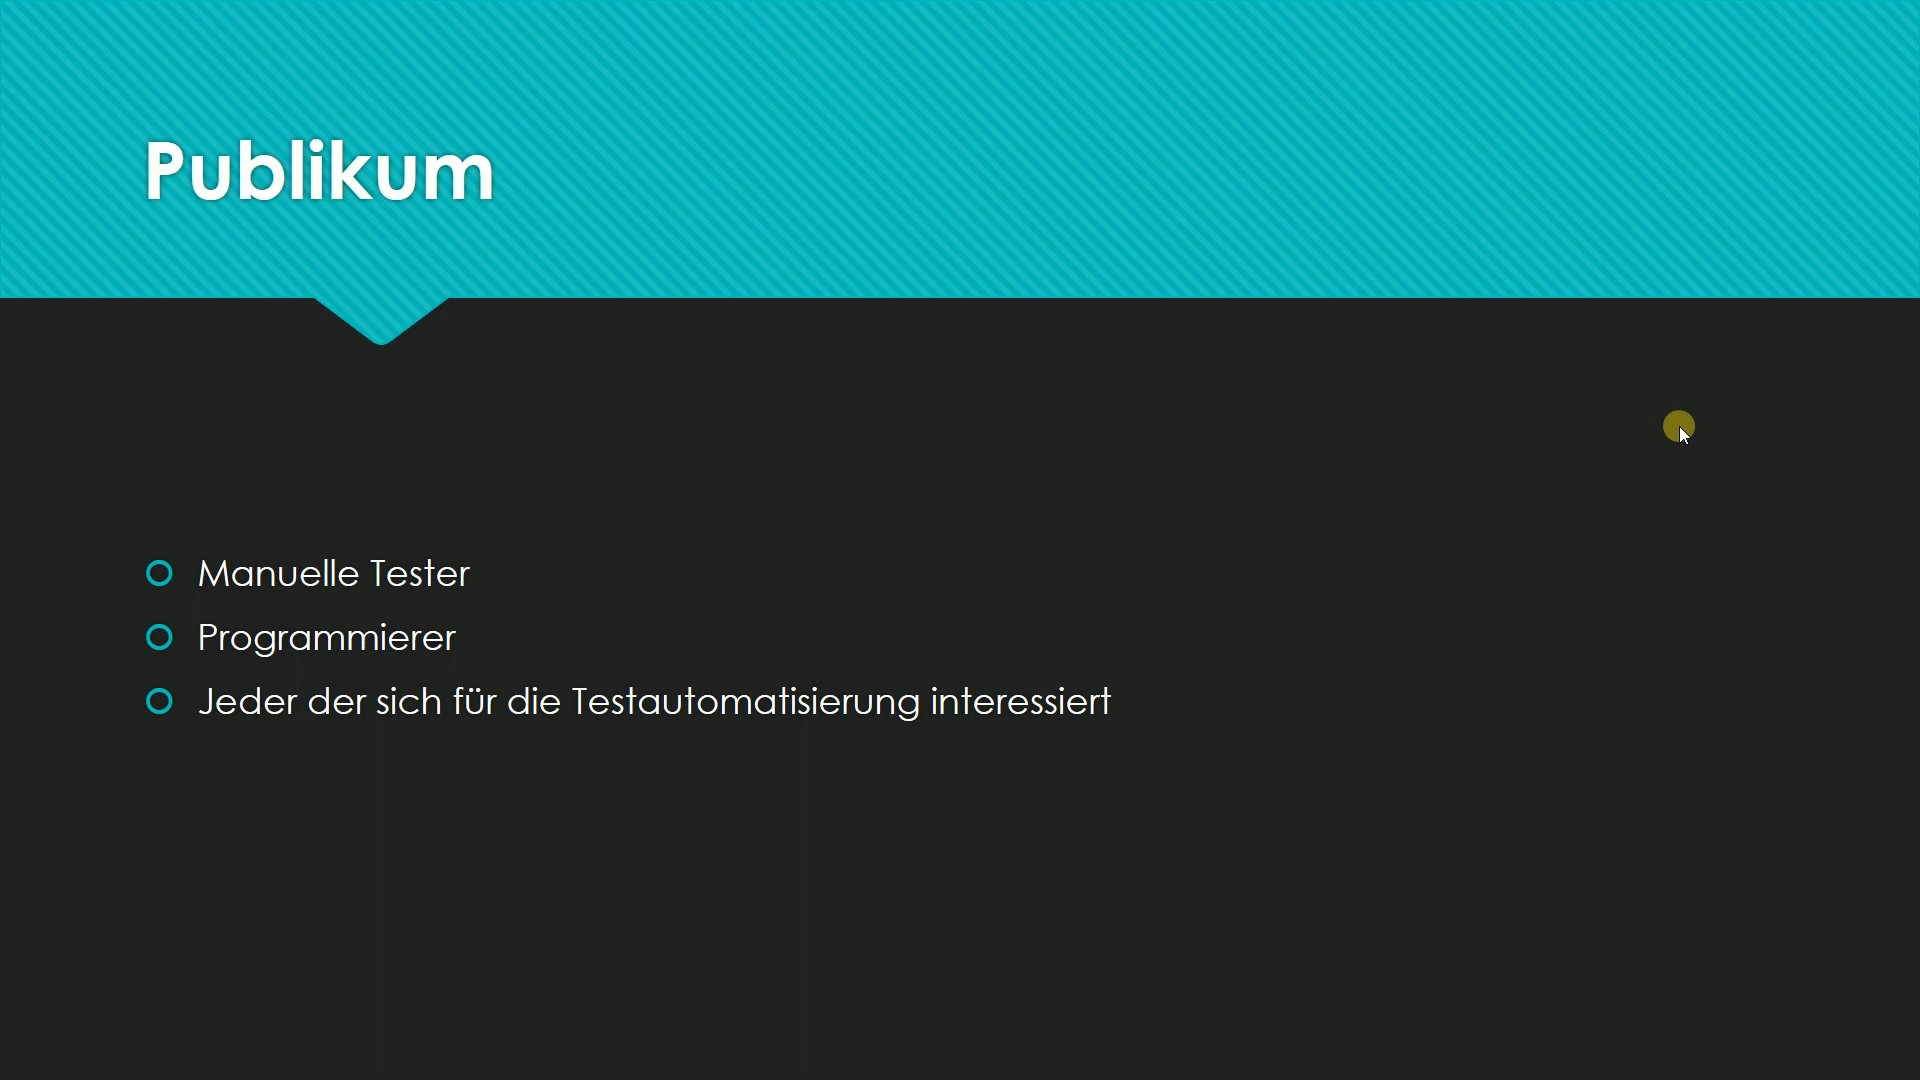 Publikum
Manuelle Tester
Programmierer
Jeder der sich für die Testautomatisierung interessiert